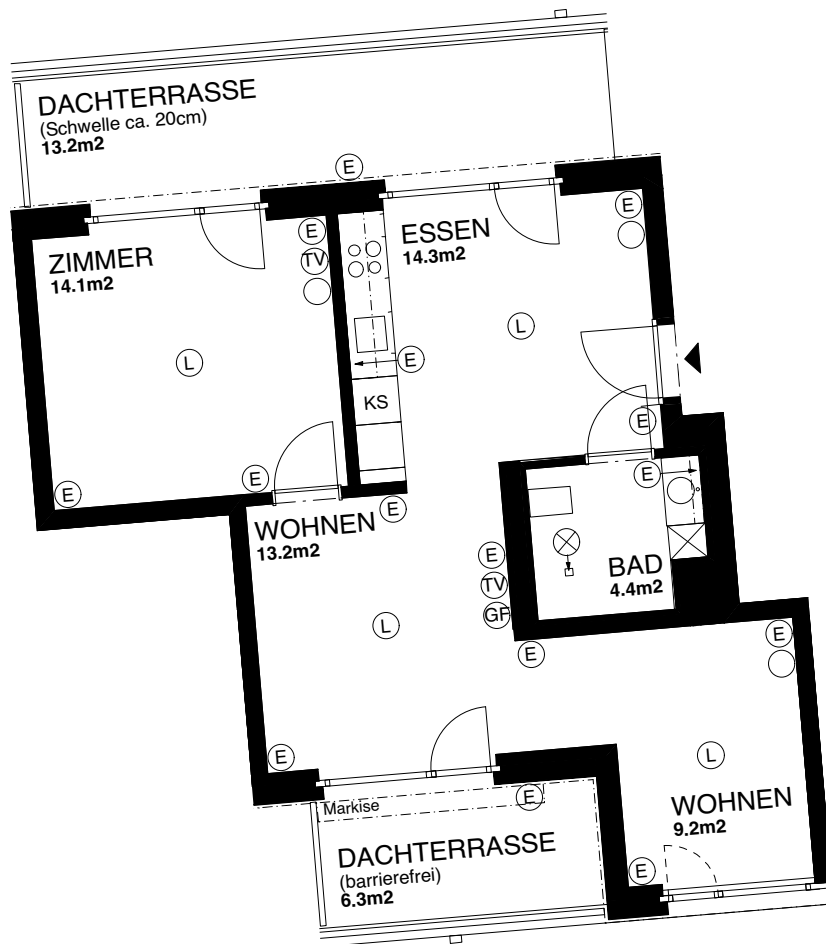 DACHTERRASSE
(Schwelle ca. 20cm)
13.2m2
E
E
E
TV
ZIMMER
14.1m2
ESSEN
14.3m2
L
L
E
KS
E
E
E
E
E
WOHNEN
13.2m2
E
TV
GF
BAD
4.4m2
L
E
E
E
L
Markise
E
WOHNEN
9.2m2
DACHTERRASSE
(barrierefrei)
6.3m2
E